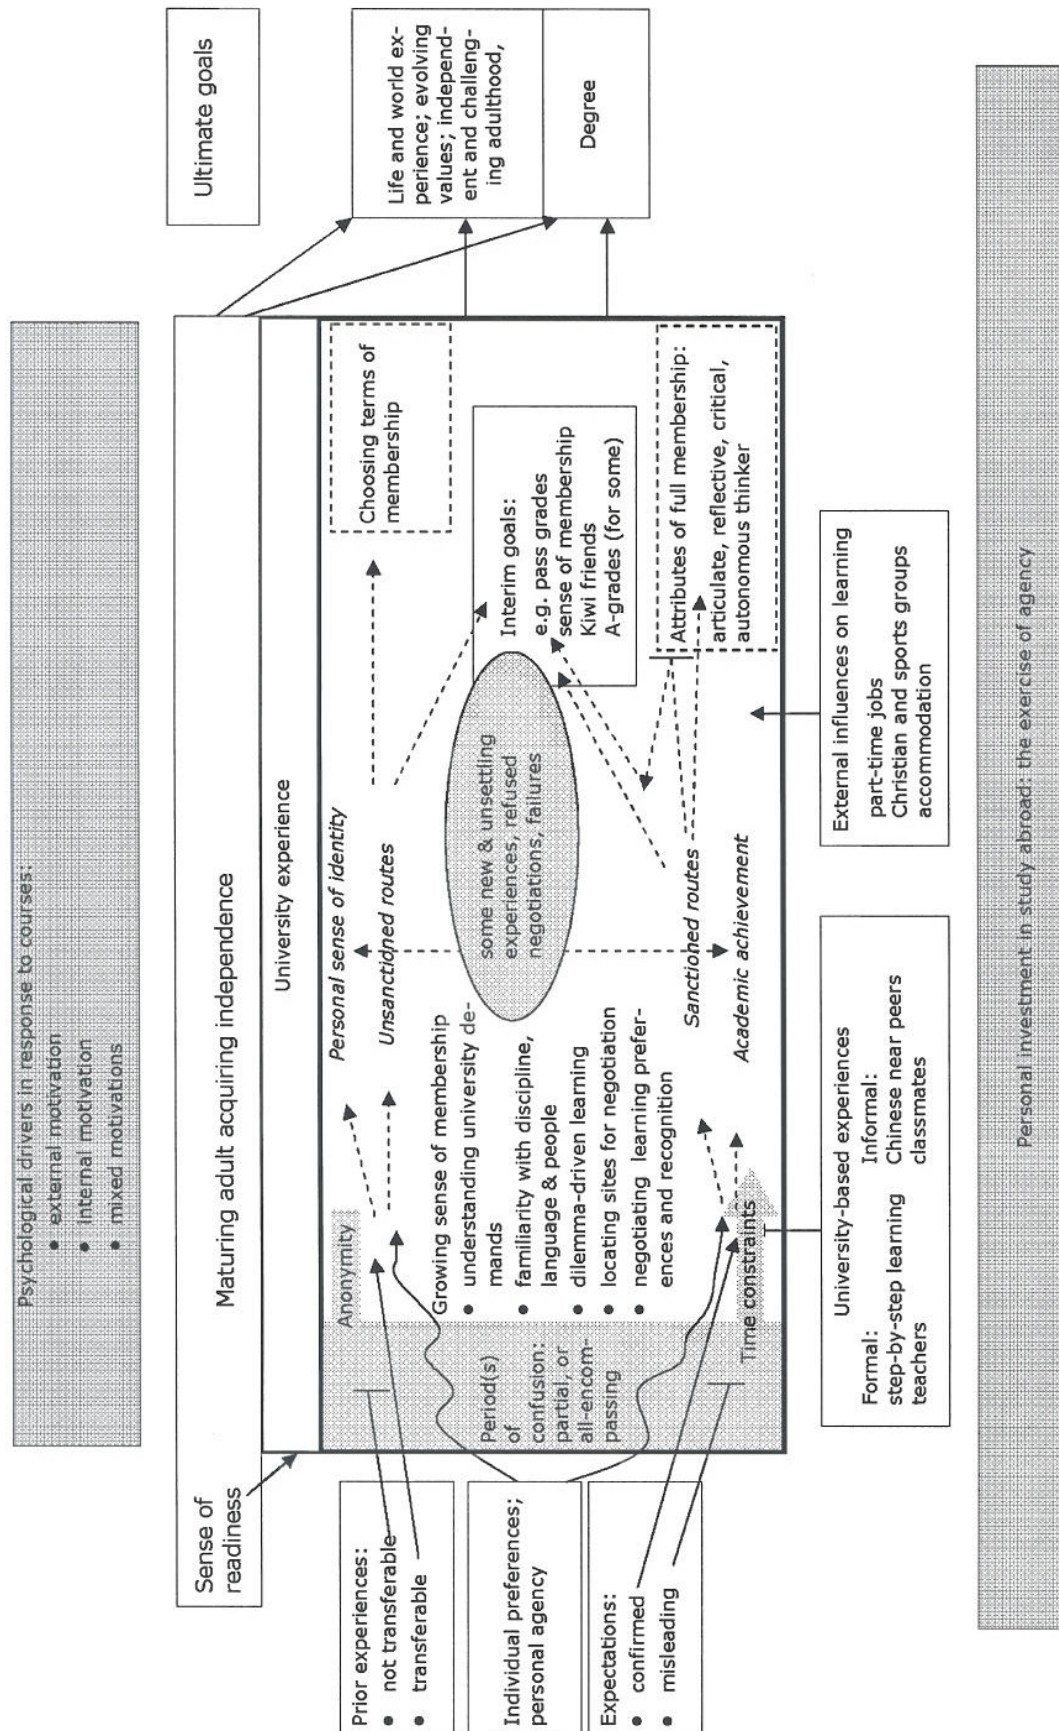 Psychological drivers in response to courses:
• external motivation
• internal motivation
• mixed motivations
Maturing adult acquiring independence
Ultimate goals
Sense of
readiness
University experience
Prior experiences:
• not transferable
• transferable
Individual preferences;
personal agency
Expectations:
• confirmed
• misleading
Period(s)
of
confusion:
partial, or
all-encom-
passing
Anonymity
Time constraints
Growing sense of membership
• understanding university de-
mands
• familiarity with discipline,
language & people
• dilemma-driven learning
• locating sites for negotiation
• negotiating learning prefer-
ences and recognition
Personal sense of identity
Unsanctioned routes
some new & unsettling
experiences, refused
negotiations, failures
Sanctioned routes
Academic achievement
Choosing terms of
membership
Interim goals:
e.g. pass grades
sense of membership
Kiwi friends
A-grades (for some)
Attributes of full membership:
articulate, reflective, critical,
autonomous thinker
Life and world ex-
perience; evolving
values; independ-
ent and challeng-
ing adulthood,
Degree
University-based experiences
Formal: Informal:
step-by-step learning Chinese near peers
teachers classmates
External influences on learning
part-time jobs
Christian and sports groups
accommodation
Personal investment in study abroad: the exercise of agency